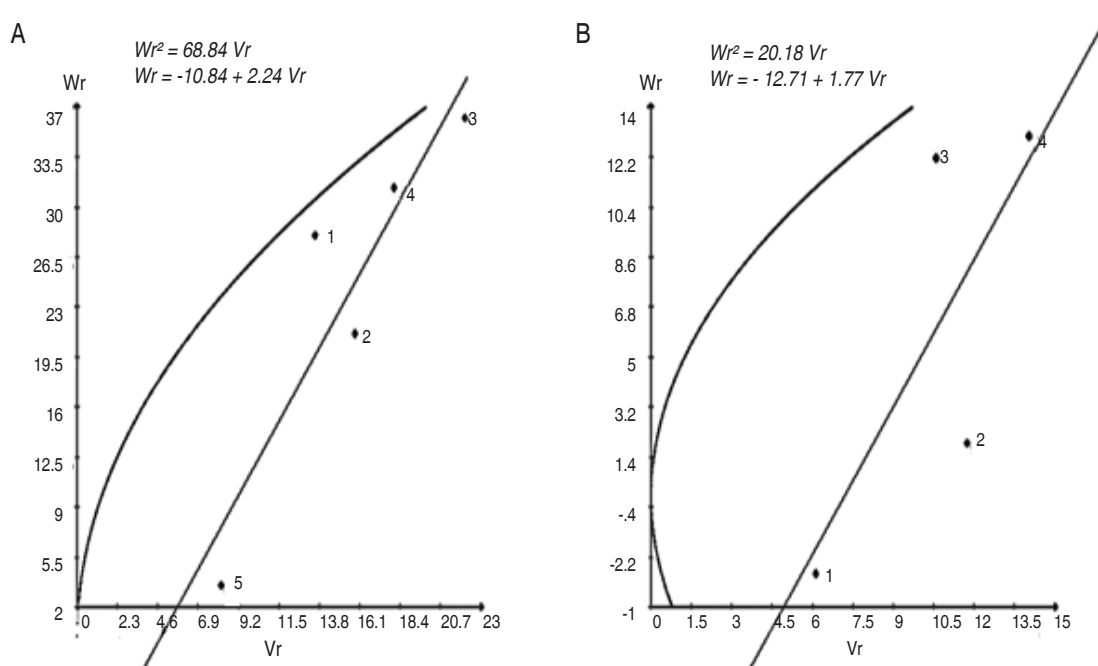 A
Wr² = 68.84 Vr
Wr = -10.84 + 2.24 Vr
Wr
37
33.5
30
26.5
23
19.5
16
12.5
9
5.5
2
3
4
1
2
5
0 2.3 4.6 6.9 9.2 11.5 13.8 16.1 18.4 20.7 23
Vr
B
Wr² = 20.18 Vr
Wr = - 12.71 + 1.77 Vr
Wr
14
12.2
10.4
8.6
6.8
5
3.2
1.4
-.4
-2.2
-1
4
3
2
1
0 1.5 3 4.5 6 7.5 9 10.5 12 13.5 15
Vr